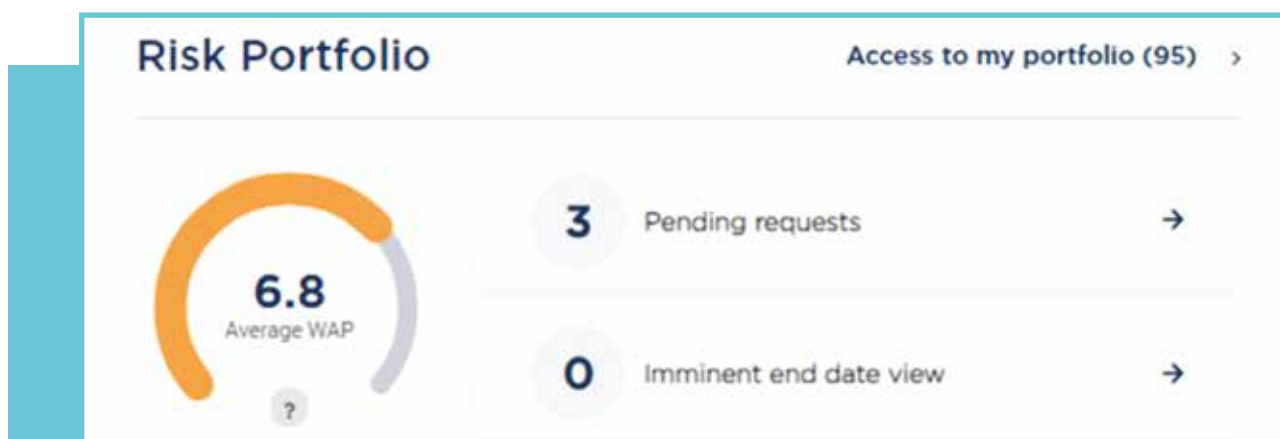 Risk Portfolio
Access to my portfolio (95) >
6.8
Average WAP
?
3 Pending requests →
0 Imminent end date view →